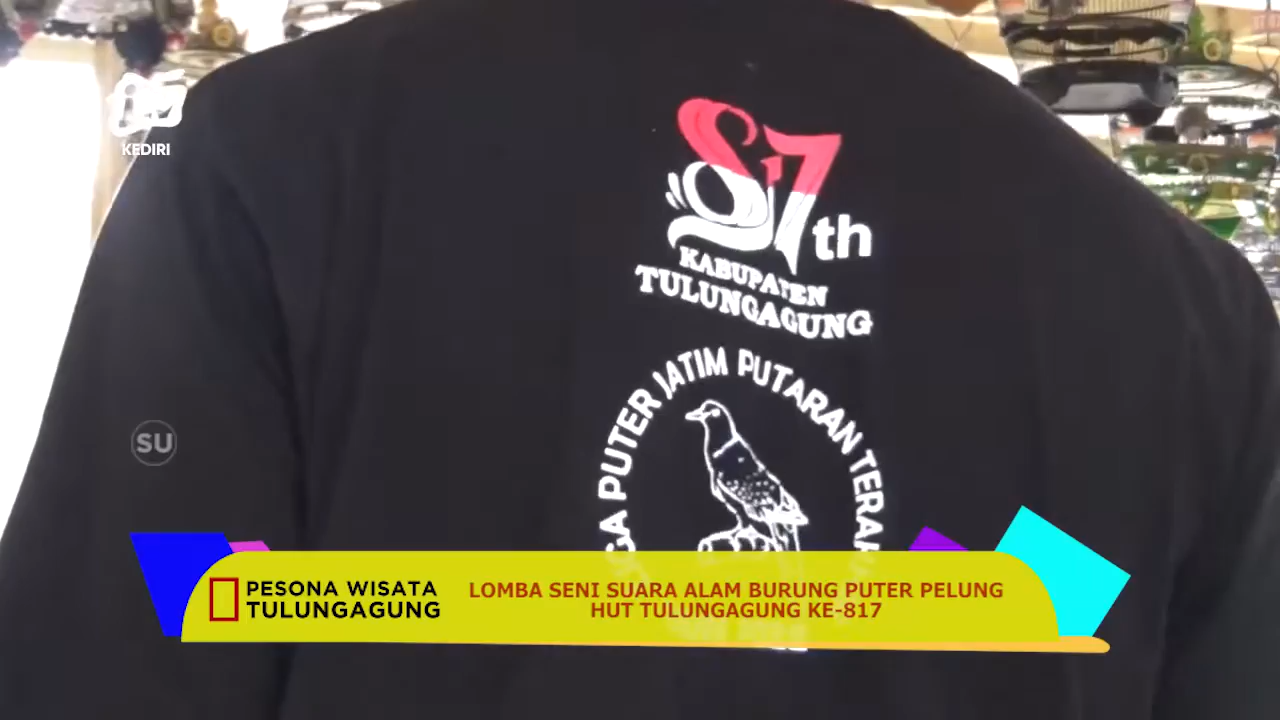 KEDIRI
817th
KABUPATEN
TULUNGAGUNG
PUTER JATIM PUTARAN
SU
PESONA WISATA
TULUNGAGUNG
LOMBA SENI SUARA ALAM BURUNG PUTER PELUNG
HUT TULUNGAGUNG KE-817